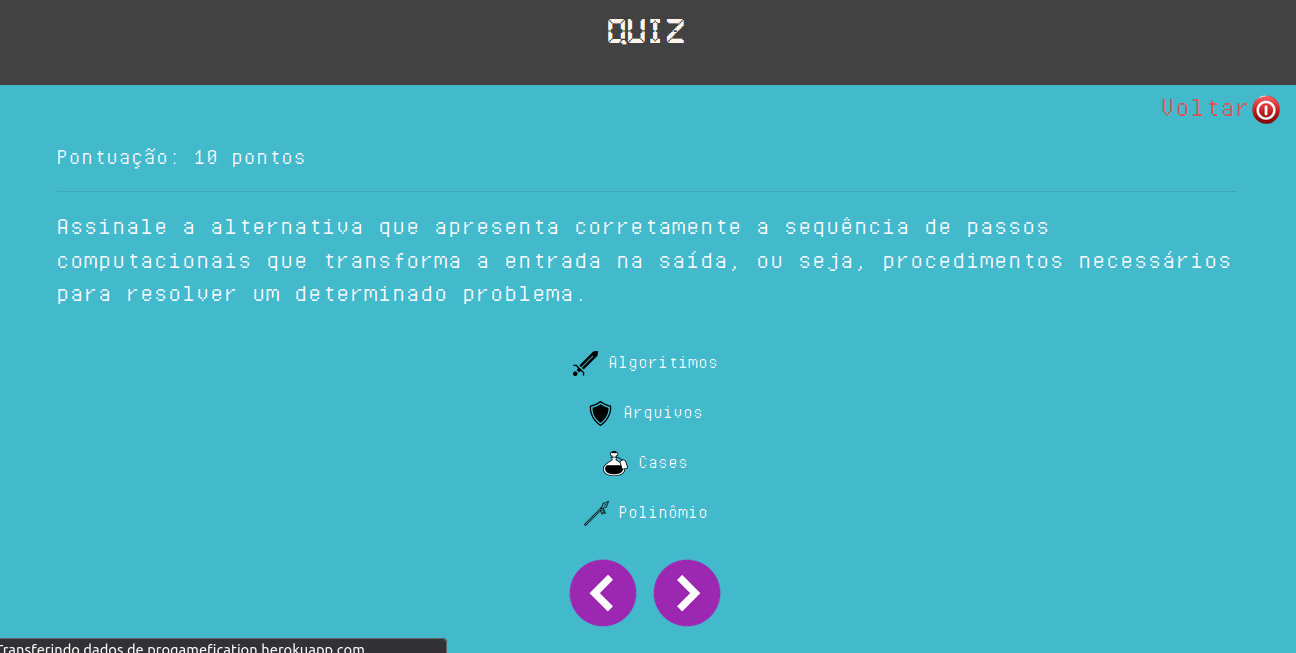 QUIZ
Voltar
Pontuação: 10 pontos
Assinale a alternativa que apresenta corretamente a sequência de passos
computacionais que transforma a entrada na saída, ou seja, procedimentos necessários
para resolver um determinado problema.
Algoritimos
Arquivos
Cases
Polinômio
Transferindo dados de progamefication.herokuapp.com...